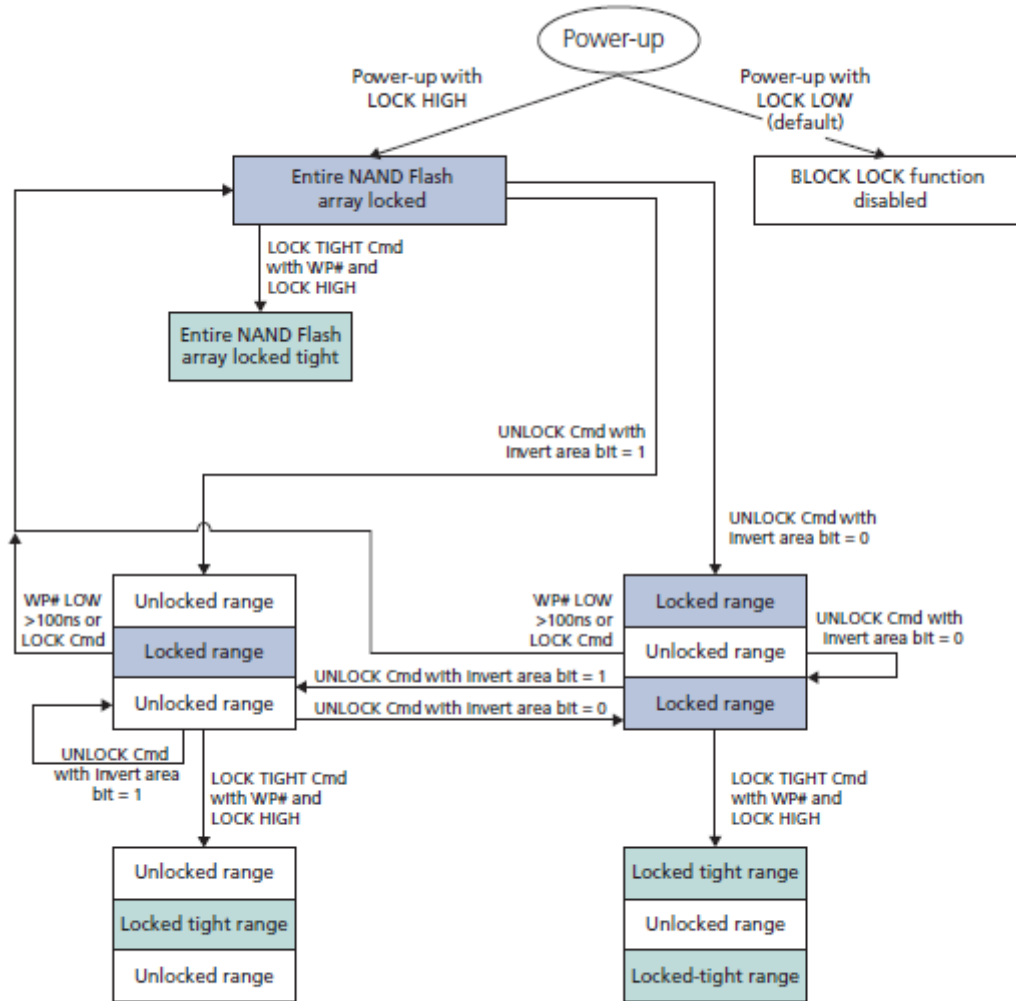 Power-up
Power-up with
LOCK HIGH
Power-up with
LOCK LOW
(default)
Entire NAND Flash
array locked
BLOCK LOCK function
disabled
LOCK TIGHT Cmd
with WP# and
LOCK HIGH
Entire NAND Flash
array locked tight
UNLOCK Cmd with
invert area bit = 1
UNLOCK Cmd with
invert area bit = 0
WP# LOW
>100ns or
LOCK Cmd
Unlocked range
Locked range
Unlocked range
WP# LOW
>100ns or
LOCK Cmd
Locked range
Unlocked range
Locked range
UNLOCK Cmd with
invert area bit = 0
UNLOCK Cmd with invert area bit = 1
UNLOCK Cmd with invert area bit = 0
UNLOCK Cmd
with invert area
bit = 1
LOCK TIGHT Cmd
with WP# and
LOCK HIGH
LOCK TIGHT Cmd
with WP# and
LOCK HIGH
Unlocked range
Locked tight range
Unlocked range
Locked tight range
Unlocked range
Locked-tight range